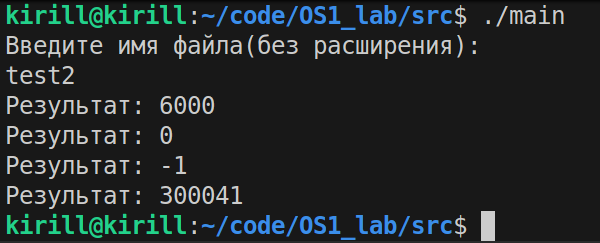 kirill@kirill:~/code/OS1_lab/src$ ./main
Введите имя файла(без расширения):
test2
Результат: 6000
Результат: 0
Результат: -1
Результат: 300041
kirill@kirill:~/code/OS1_lab/src$